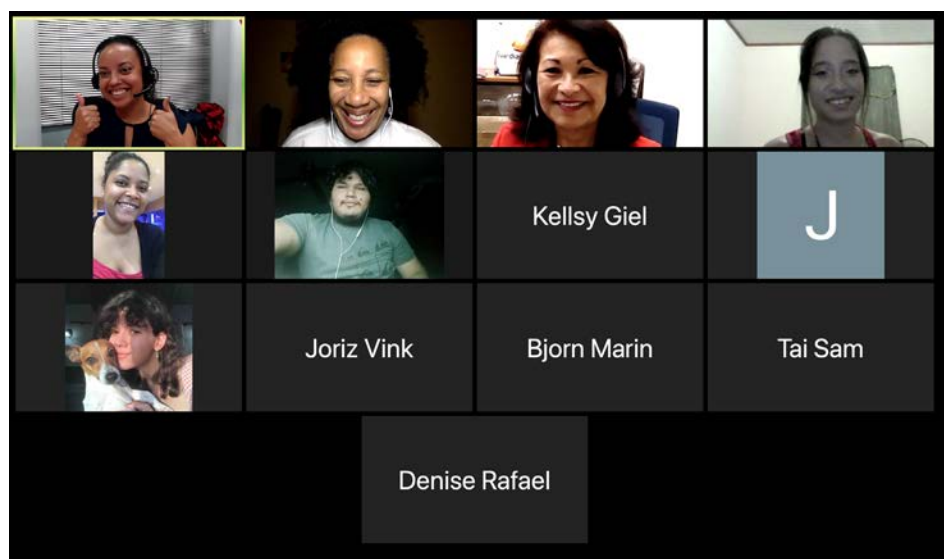 Kellsy Giel
J
Joriz Vink
Bjorn Marin
Tai Sam
Denise Rafael